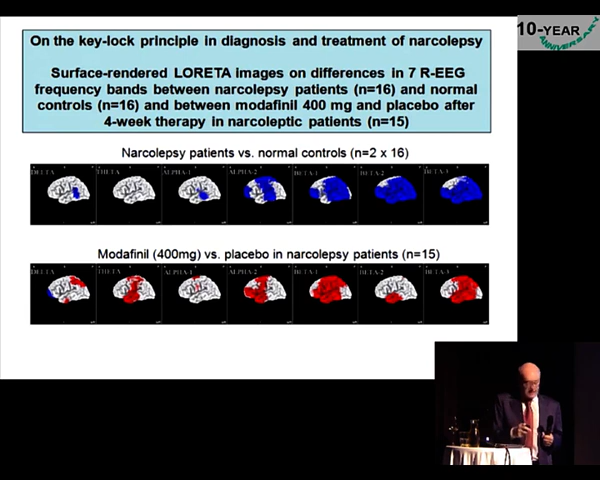 10-YEAR
ANNIVERSARY
On the key-lock principle in diagnosis and treatment of narcolepsy
Surface-rendered LORETA images on differences in 7 R-EEG
frequency bands between narcolepsy patients (n=16) and normal
controls (n=16) and between modafinil 400 mg and placebo after
4-week therapy in narcoleptic patients (n=15)
Narcolepsy patients vs. normal controls (n=2 x 16)
DELTA THETA ALPHA-1 ALPHA-2 BETA-1 BETA-2 BETA-3
Modafinil (400mg) vs. placebo in narcolepsy patients (n=15)
DELTA THETA ALPHA-1 ALPHA-2 BETA-1 BETA-2 BETA-3